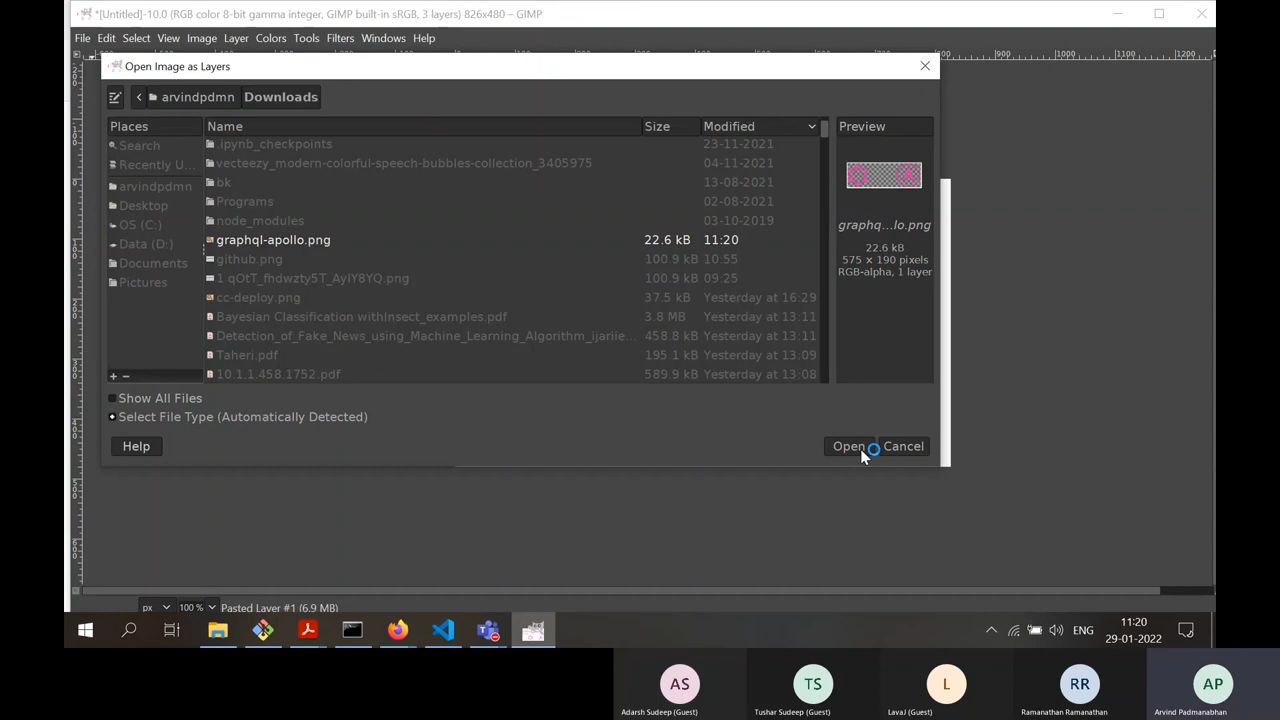 *[Untitled]-10.0 (RGB color 8-bit gamma integer, GIMP built-in sRGB, 3 layers) 826x480 – GIMP
File Edit Select View Image Layer Colors Tools Filters Windows Help
Open Image as Layers
arvindpdmn Downloads
Places Name Size Modified Preview
Search .ipynb_checkpoints 23-11-2021
Recently U... vecteezy_modern-colorful-speech-bubbles-collection_3405975 04-11-2021
arvindpdmn bk 13-08-2021
Desktop Programs 02-08-2021
OS (C:) node_modules 03-10-2019
Data (D:) graphql-apollo.png 22.6 kB 11:20
Documents github.png 100.9 kB 10:55
Pictures 1 qOtT_fhdwzty5T_AyIY8YQ.png 100.9 kB 09:25
cc-deploy.png 37.5 kB Yesterday at 16:29
Bayesian Classification withInsect_examples.pdf 3.8 MB Yesterday at 13:11
Detection_of_Fake_News_using_Machine_Learning_Algorithm_ijariie... 458.8 kB Yesterday at 13:11
Taheri.pdf 195.1 kB Yesterday at 13:09
10.1.1.458.1752.pdf 589.9 kB Yesterday at 13:08
graphq...lo.png
22.6 kB
575 × 190 pixels
RGB-alpha, 1 layer
+ −
Show All Files
Select File Type (Automatically Detected)
Help Open Cancel
px 100 % Pasted Layer #1 (6.9 MB)
ENG 11:20
29-01-2022
AS TS L RR AP
Adarsh Sudeep (Guest) Tushar Sudeep (Guest) LavaJ (Guest) Ramanathan Ramanathan Arvind Padmanabhan